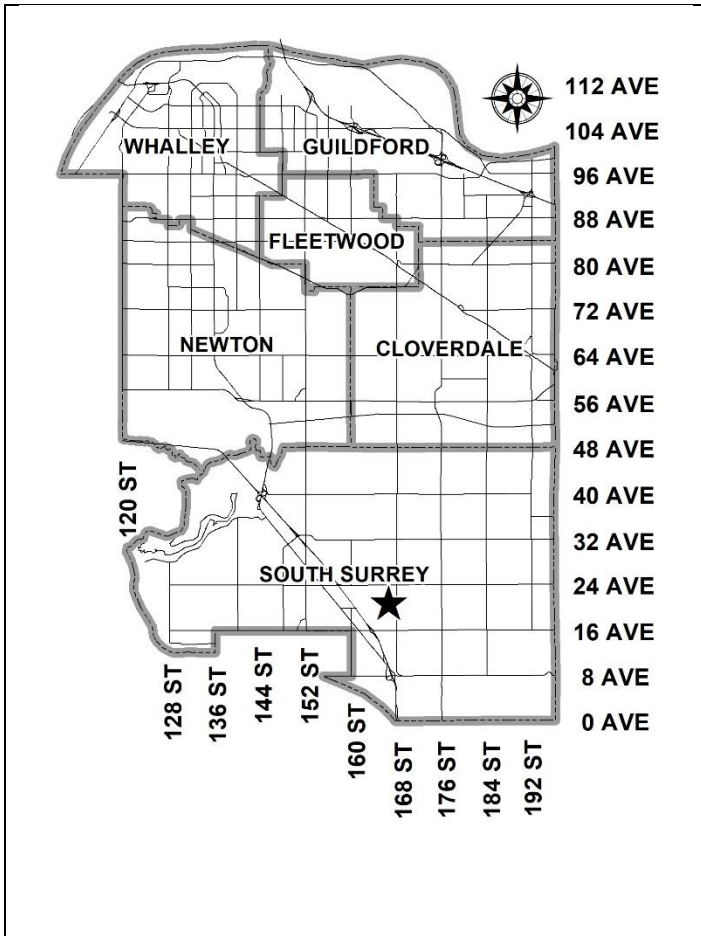 112 AVE
104 AVE
WHALLEY
GUILDFORD
96 AVE
88 AVE
FLEETWOOD
80 AVE
72 AVE
NEWTON
CLOVERDALE
64 AVE
56 AVE
48 AVE
120 ST
40 AVE
32 AVE
SOUTH SURREY
24 AVE
16 AVE
8 AVE
0 AVE
128 ST
136 ST
144 ST
152 ST
160 ST
168 ST
176 ST
184 ST
192 ST